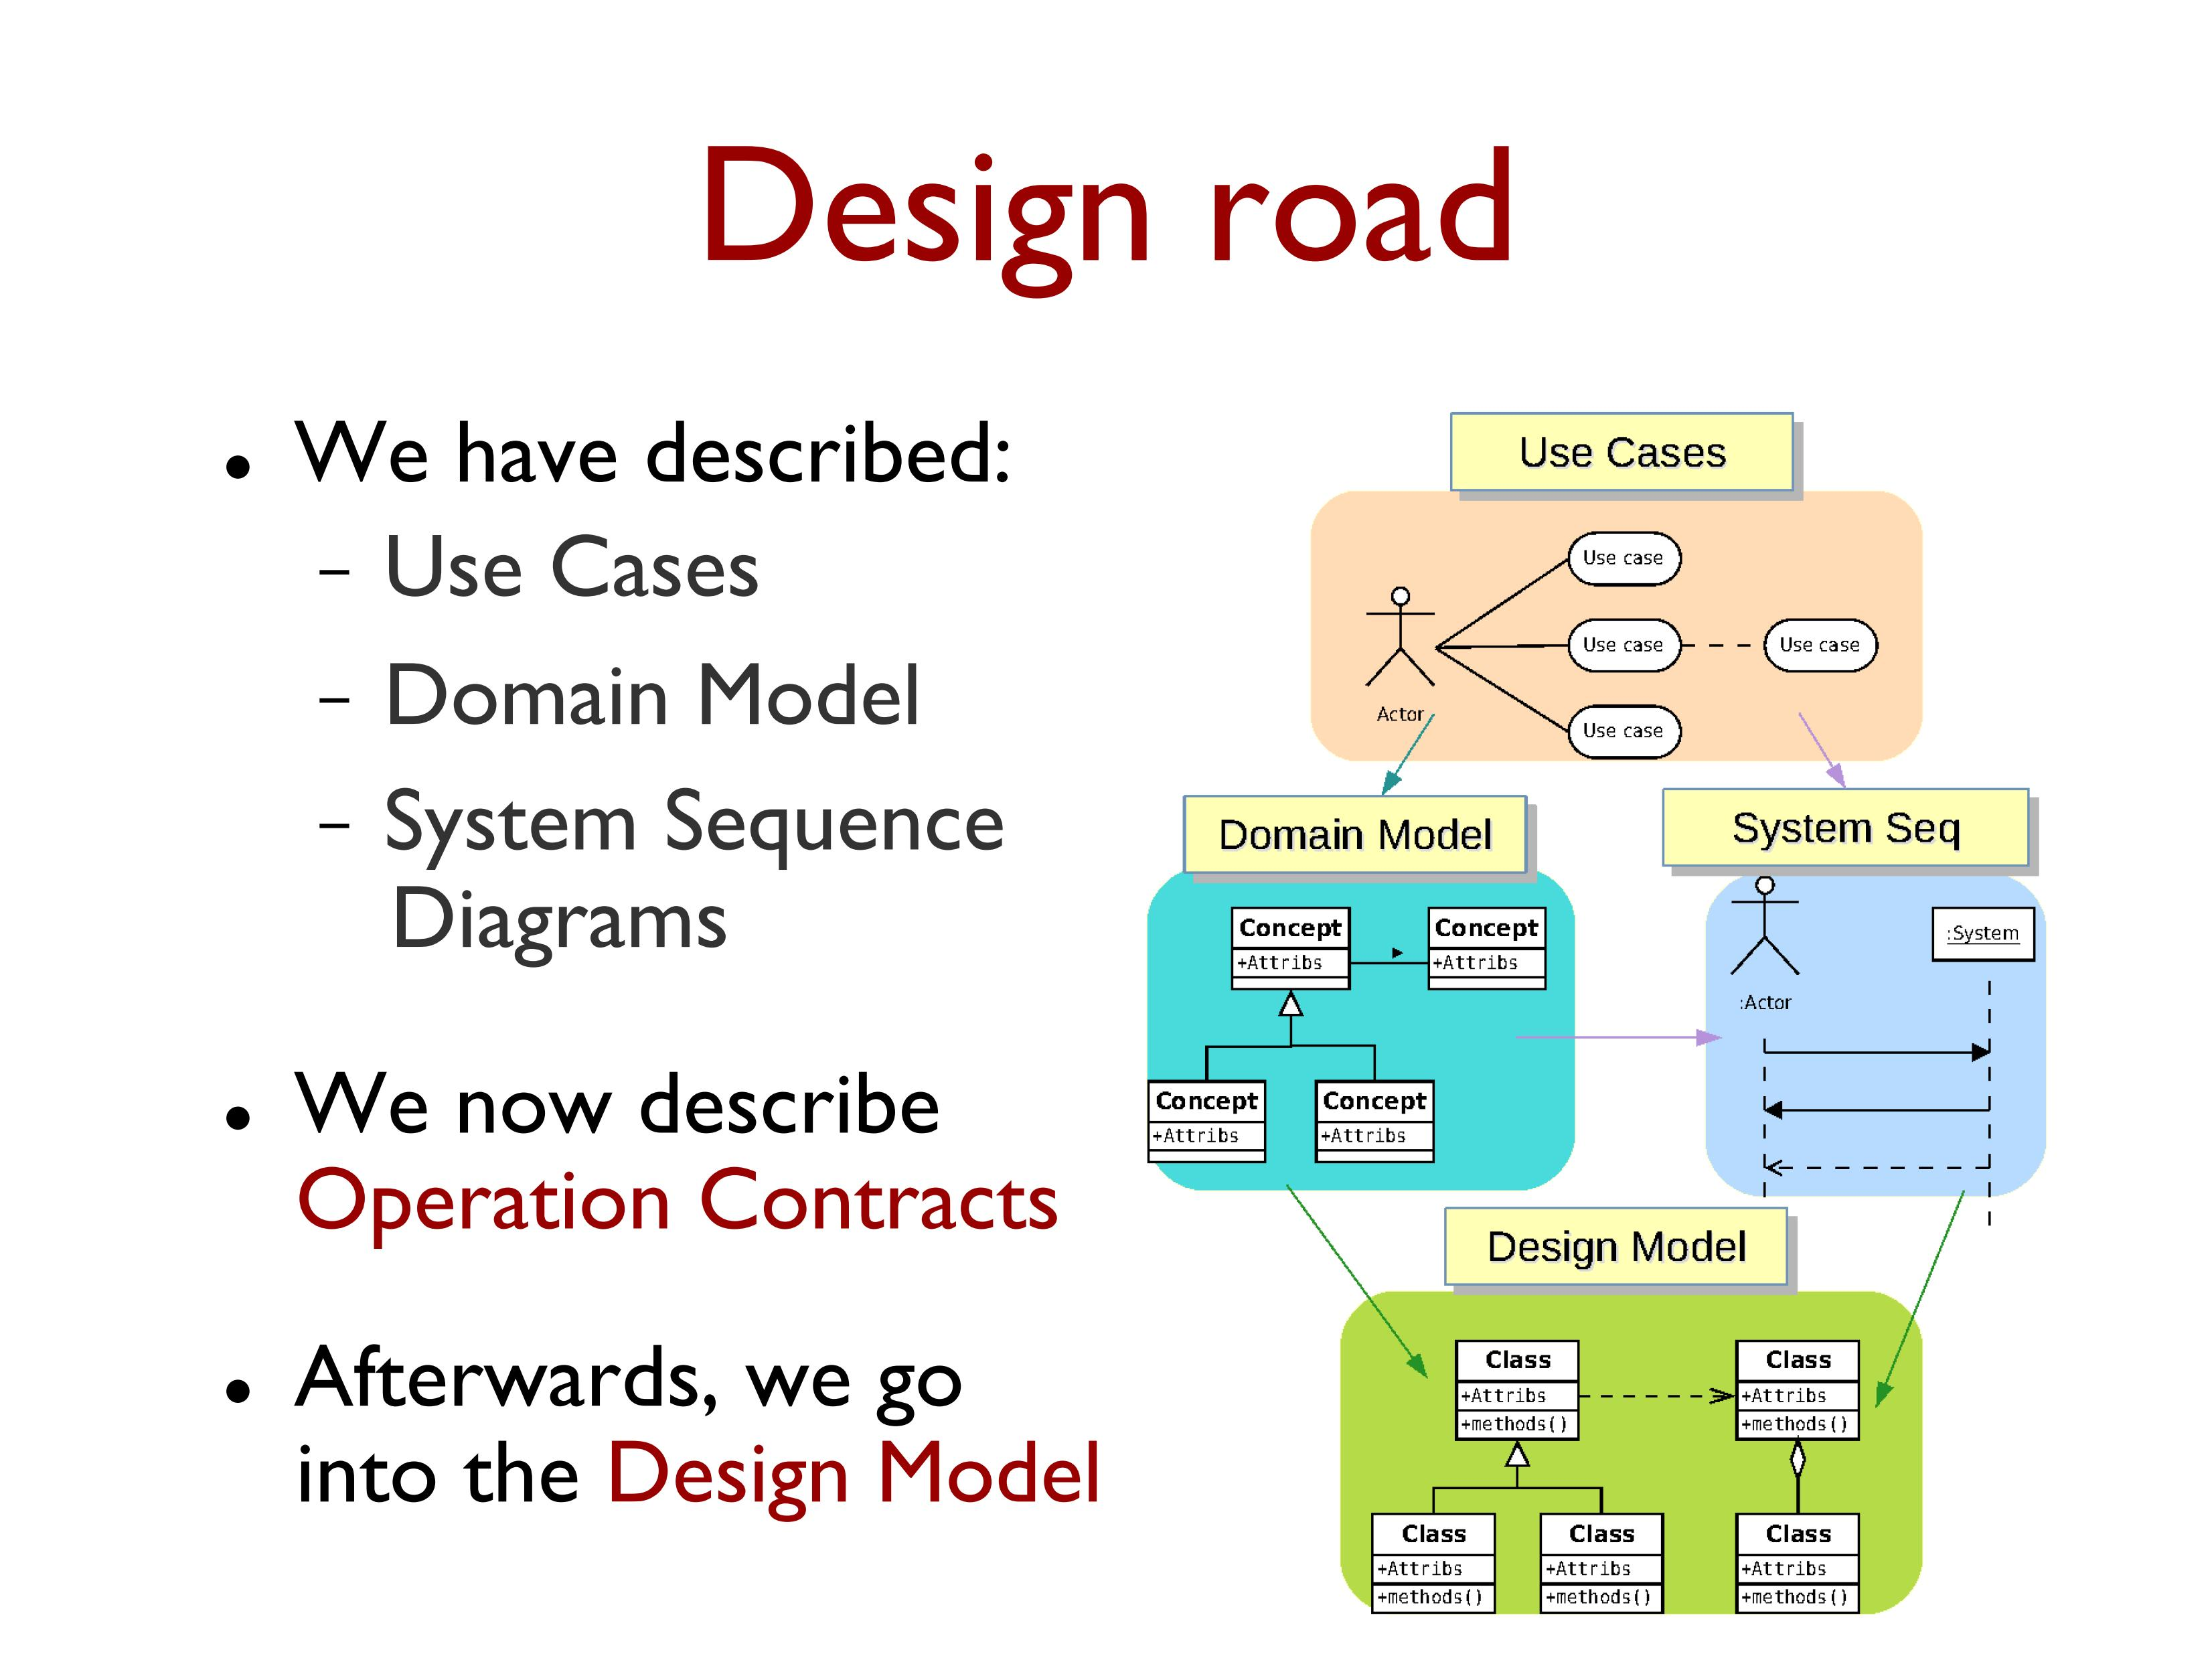 Design road
• We have described:
– Use Cases
– Domain Model
– System Sequence
Diagrams
• We now describe
Operation Contracts
• Afterwards, we go
into the Design Model
Use Cases
Use case
Use case
Use case
Use case
Actor
Domain Model
Concept
+Attribs
Concept
+Attribs
Concept
+Attribs
Concept
+Attribs
System Seq
:System
:Actor
Design Model
Class
+Attribs
+methods()
Class
+Attribs
+methods()
Class
+Attribs
+methods()
Class
+Attribs
+methods()
Class
+Attribs
+methods()